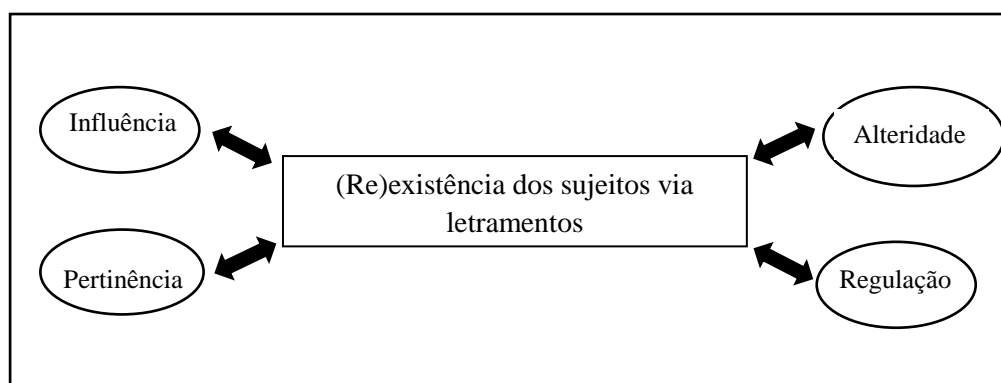 Influência
Alteridade
(Re)existência dos sujeitos via
letramentos
Pertinência
Regulação